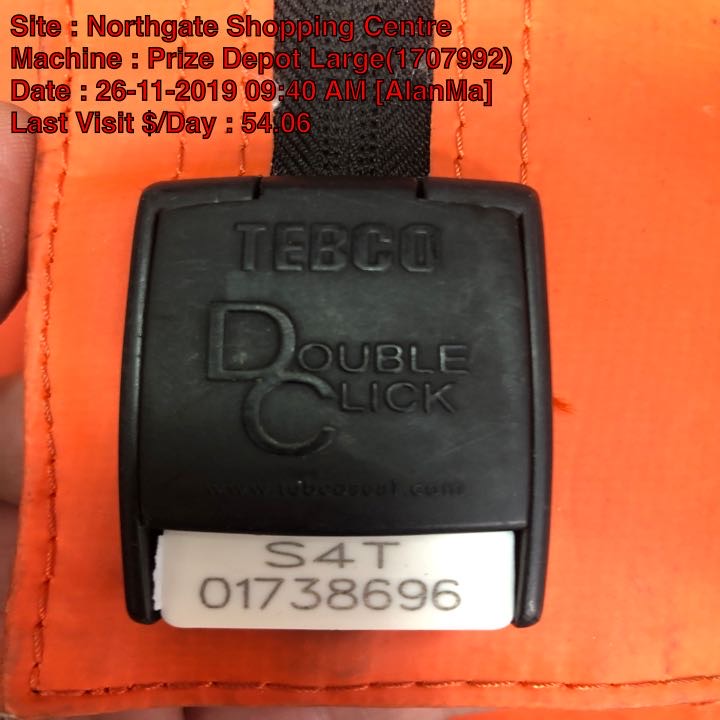 Site : Northgate Shopping Centre
Machine : Prize Depot Large(1707992)
Date : 26-11-2019 09:40 AM [AlanMa]
Last Visit $/Day : 54.06
TEBCO
DOUBLE
CLICK
www.tebcoseal.com
S4T
01738696